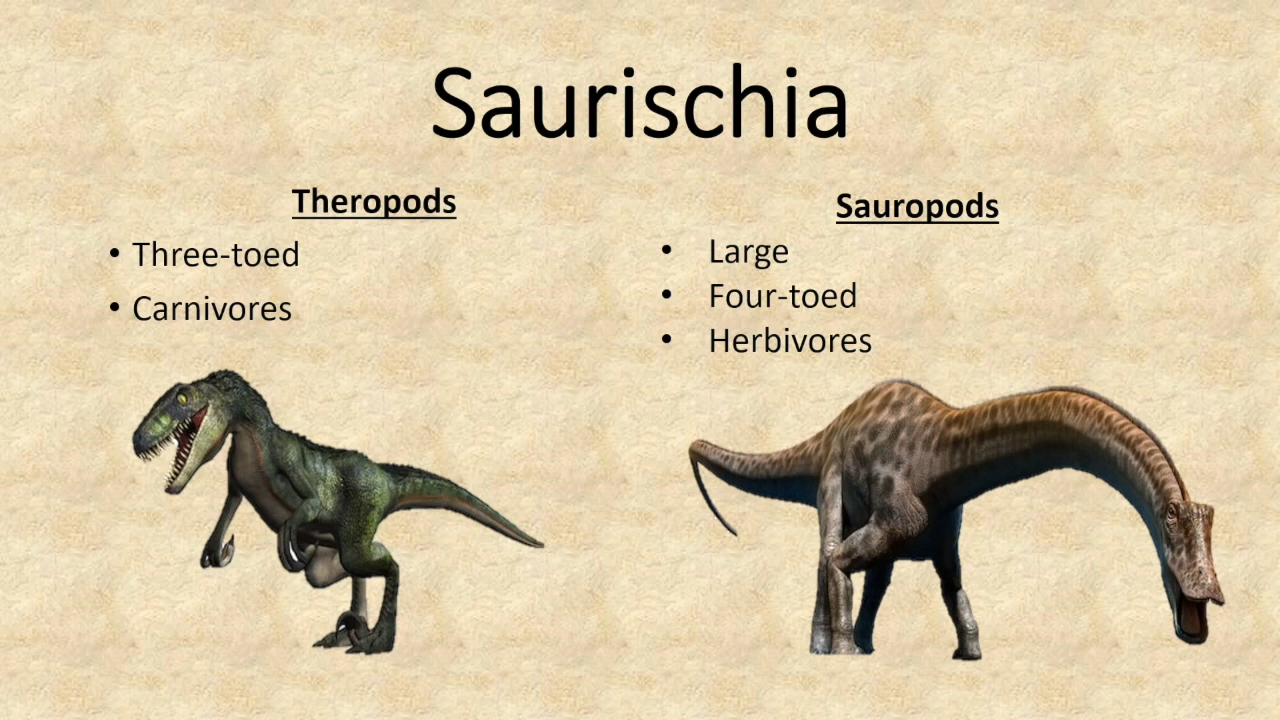 Saurischia
Theropods
• Three-toed
• Carnivores
Sauropods
• Large
• Four-toed
• Herbivores